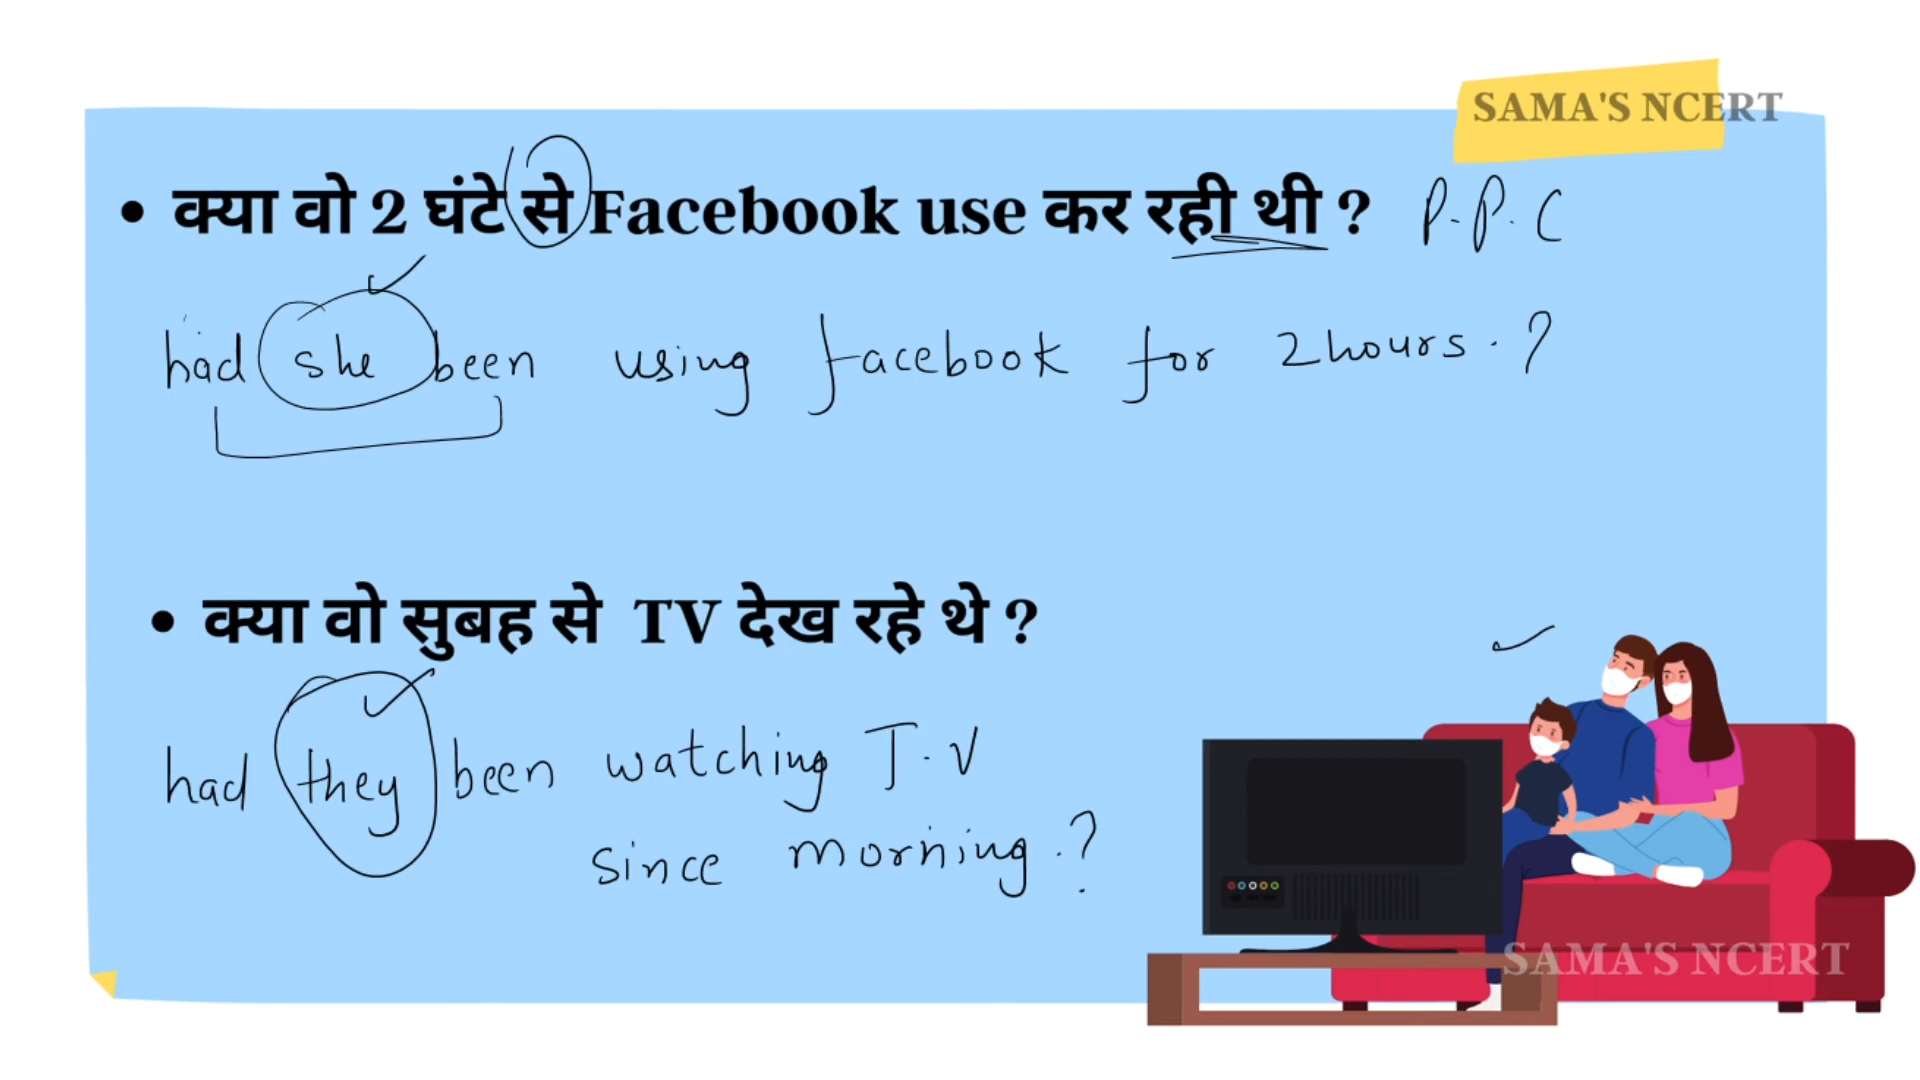 SAMA'S NCERT
• क्या वो 2 घंटे से Facebook use कर रही थी ? P.P.C
had she been using facebook for 2 hours . ?
• क्या वो सुबह से TV देख रहे थे ?
had they been watching T.V
since morning . ?
SAMA'S NCERT